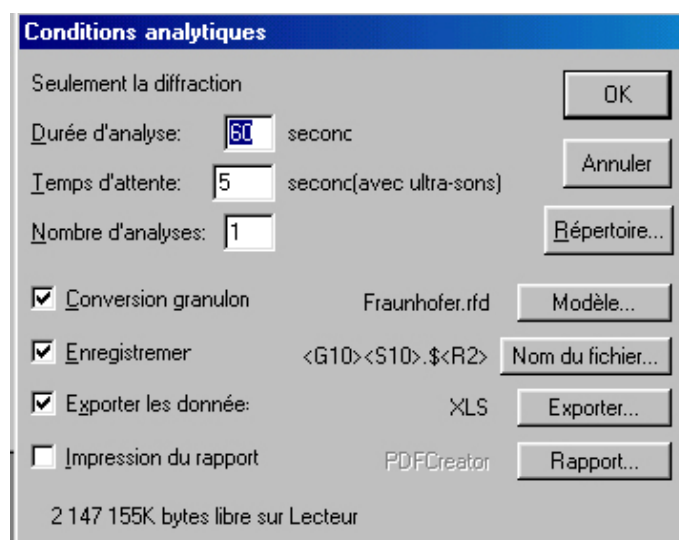 Conditions analytiques
Seulement la diffraction
OK
Durée d'analyse: 60 seconc
Annuler
Temps d'attente: 5 seconc(avec ultra-sons)
Nombre d'analyses: 1 Répertoire...
Conversion granulon Fraunhofer.rfd Modèle...
Enregistremer <G10><S10>.$<R2> Nom du fichier...
Exporter les donnée: XLS Exporter...
Impression du rapport PDFCreator Rapport...
2 147 155K bytes libre sur Lecteur